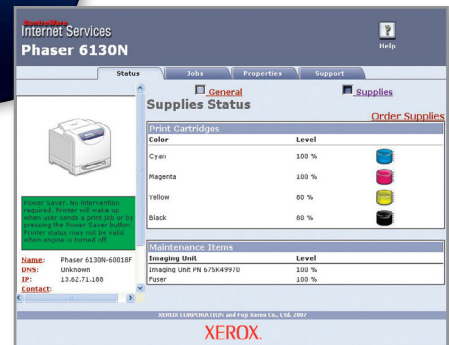 CentreWare
Internet Services
Phaser 6130N
Help
Status
Jobs
Properties
Support
General
Supplies
Supplies Status
Order Supplies
Print Cartridges
Color Level
Cyan 100 %
Magenta 100 %
Yellow 80 %
Black 80 %
Power Saver. No intervention
required. Printer will wake up
when user sends a print job or by
pressing the Power Saver button.
Printer status may not be valid
when engine is turned off.
Maintenance Items
Imaging Unit Level
Imaging Unit PN 675K49970 100 %
Fuser 100 %
Name: Phaser 6130N-60018F
DNS: Unknown
IP: 13.62.71.188
Contact:
XEROX CORPORATION and Fuji Xerox Co., Ltd. 2007
XEROX.